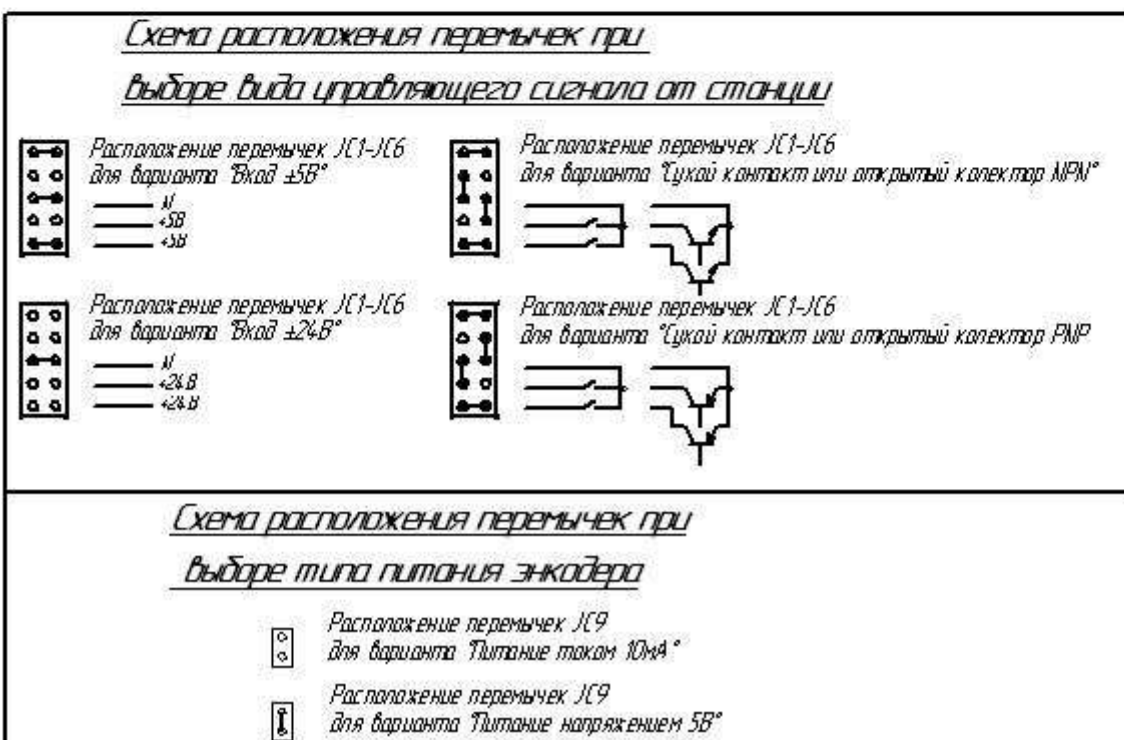 Схема расположения перемычек при
выборе вида управляющего сигнала от станции
Расположение перемычек JC1-JC6
для варианта "Вход ±5В"
N
+5В
+5В
Расположение перемычек JC1-JC6
для варианта "Сухой контакт или открытый колектор NPN"
Расположение перемычек JC1-JC6
для варианта "Вход ±24В"
N
+24В
+24В
Расположение перемычек JC1-JC6
для варианта "Сухой контакт или открытый колектор PNP
Схема расположения перемычек при
выборе типа питания энкодера
Расположение перемычек JC9
для варианта "Питание током 10мА"
Расположение перемычек JC9
для варианта "Питание напряжением 5В"